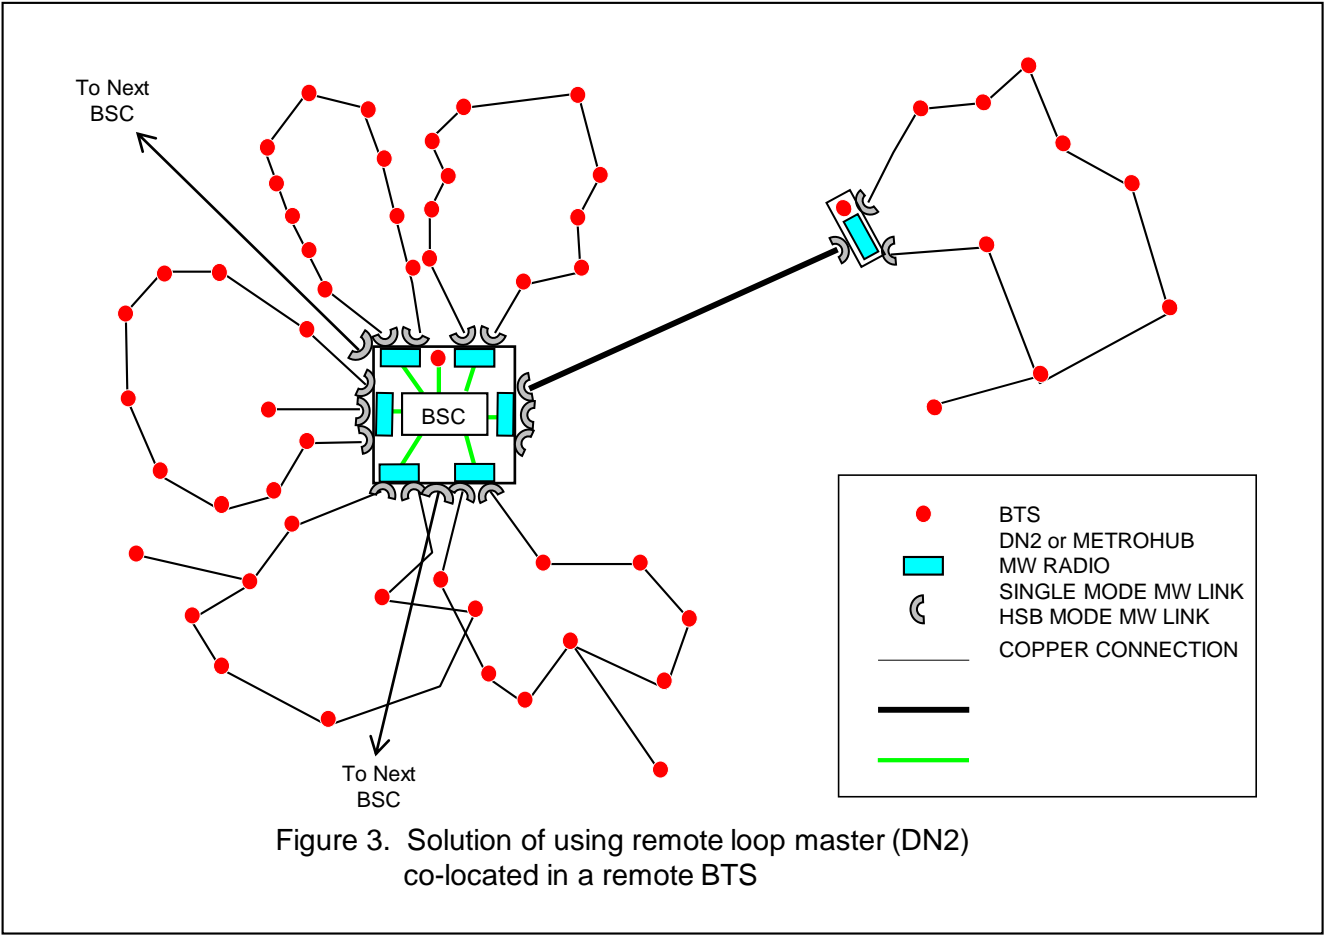 To Next
BSC
BSC
BTS
DN2 or METROHUB
MW RADIO
SINGLE MODE MW LINK
HSB MODE MW LINK
COPPER CONNECTION
To Next
BSC
Figure 3. Solution of using remote loop master (DN2)
co-located in a remote BTS